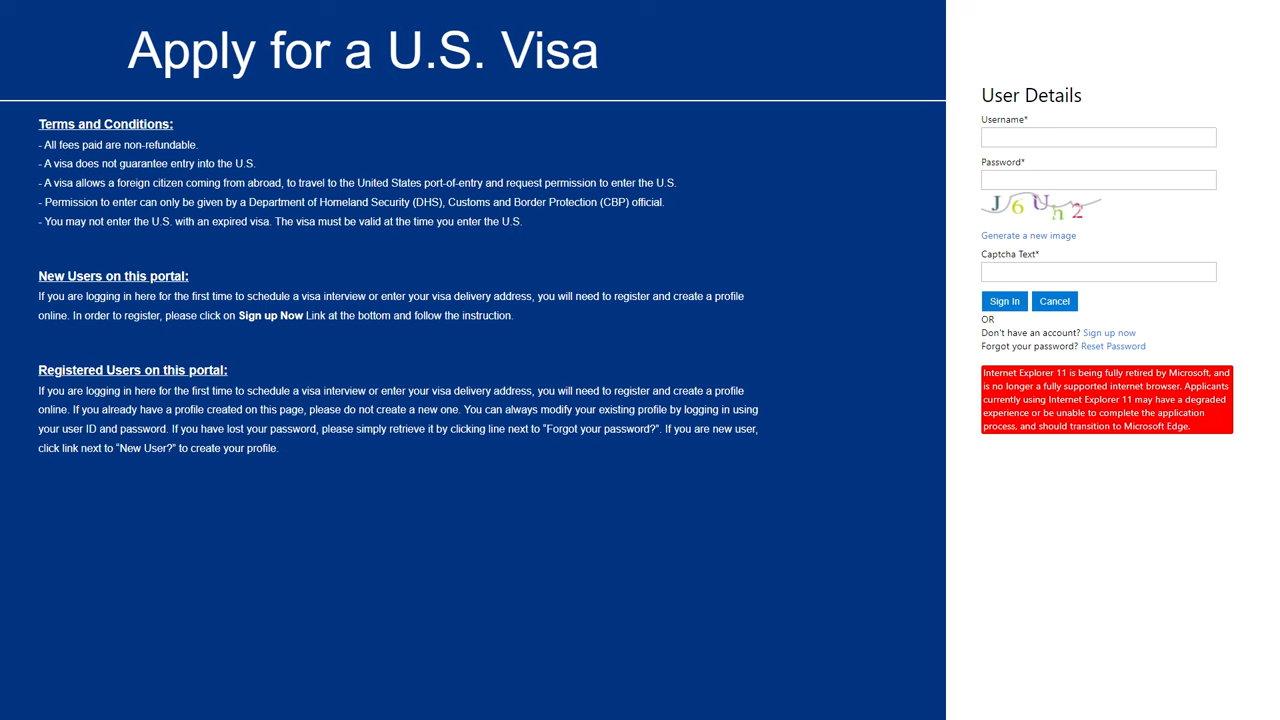 Apply for a U.S. Visa
Terms and Conditions:
- All fees paid are non-refundable.
- A visa does not guarantee entry into the U.S.
- A visa allows a foreign citizen coming from abroad, to travel to the United States port-of-entry and request permission to enter the U.S.
- Permission to enter can only be given by a Department of Homeland Security (DHS), Customs and Border Protection (CBP) official.
- You may not enter the U.S. with an expired visa. The visa must be valid at the time you enter the U.S.
New Users on this portal:
If you are logging in here for the first time to schedule a visa interview or enter your visa delivery address, you will need to register and create a profile
online. In order to register, please click on Sign up Now Link at the bottom and follow the instruction.
Registered Users on this portal:
If you are logging in here for the first time to schedule a visa interview or enter your visa delivery address, you will need to register and create a profile
online. If you already have a profile created on this page, please do not create a new one. You can always modify your existing profile by logging in using
your user ID and password. If you have lost your password, please simply retrieve it by clicking line next to “Forgot your password?”. If you are new user,
click link next to “New User?” to create your profile.
User Details
Username*
Password*
J6Un2
Generate a new image
Captcha Text*
Sign In Cancel
OR
Don't have an account? Sign up now
Forgot your password? Reset Password
Internet Explorer 11 is being fully retired by Microsoft, and
is no longer a fully supported internet browser. Applicants
currently using Internet Explorer 11 may have a degraded
experience or be unable to complete the application
process, and should transition to Microsoft Edge.